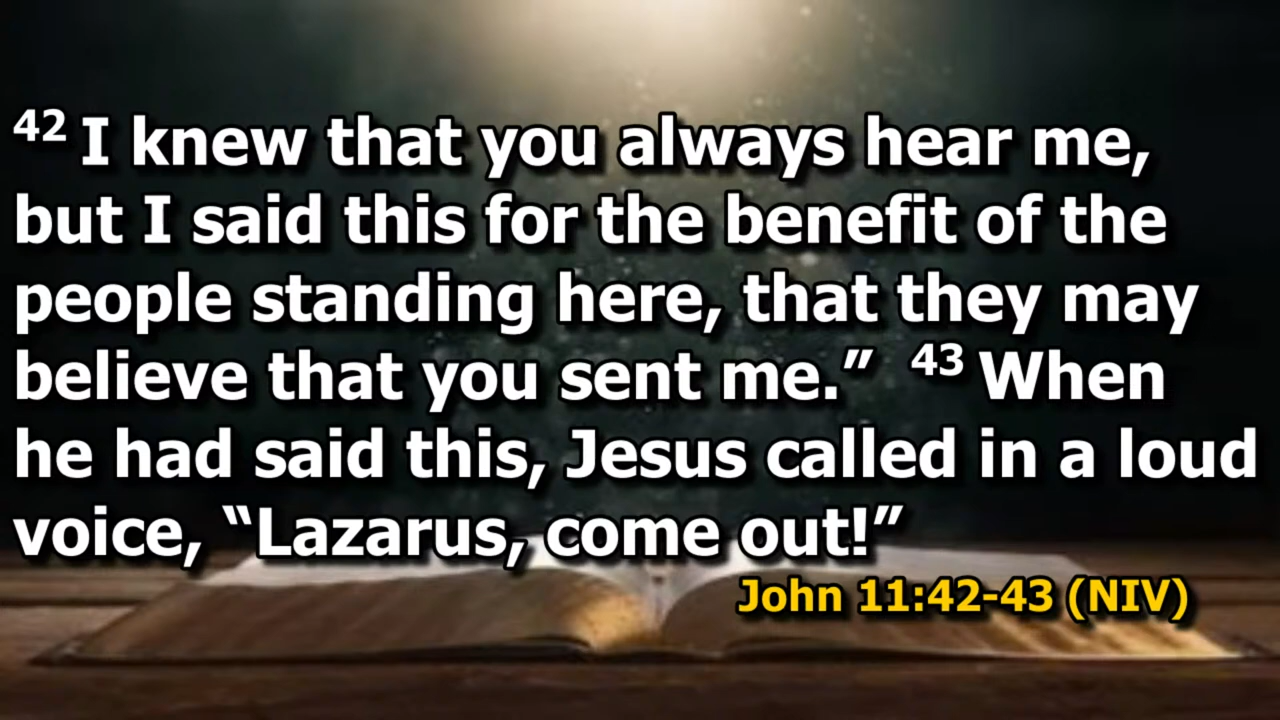 42 I knew that you always hear me,
but I said this for the benefit of the
people standing here, that they may
believe that you sent me.” 43 When
he had said this, Jesus called in a loud
voice, “Lazarus, come out!”
John 11:42-43 (NIV)